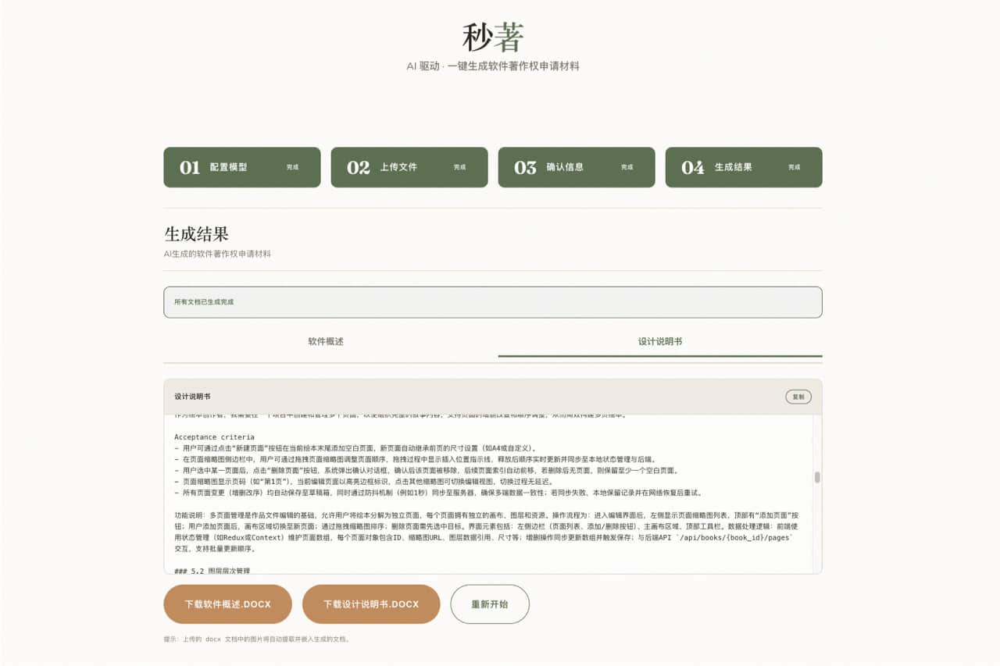 秒著
AI 驱动 · 一键生成软件著作权申请材料
01 配置模型 完成
02 上传文件 完成
03 确认信息 完成
04 生成结果 完成
生成结果
AI生成的软件著作权申请材料
所有文档已生成完成
软件概述
设计说明书
设计说明书
复制
Acceptance criteria
- 用户可通过点击“新建页面”按钮在当前绘本末尾添加空白页面，新页面自动继承前页的尺寸设置（如A4或自定义）。
- 在页面缩略图侧边栏中，用户可通过拖拽页面缩略图调整页面顺序，拖拽过程中显示插入位置指示线，释放后顺序实时更新并同步至本地状态管理与后端。
- 用户选中某一页面后，点击“删除页面”按钮，系统弹出确认对话框，确认后该页面被移除，后续页面索引自动前移，若删除后无页面，则保留至少一个空白页面。
- 页面缩略图显示页码（如“第1页”），当前编辑页面以高亮边框标识，点击其他缩略图可切换编辑视图，切换过程无延迟。
- 所有页面变更（增删改序）均自动保存至草稿箱，同时通过防抖机制（例如1秒）同步至服务器，确保多端数据一致性；若同步失败，本地保留记录并在网络恢复后重试。
功能说明：多页面管理是作品文件编辑的基础，允许用户将绘本分解为独立页面，每个页面拥有独立的画布、图层和资源。操作流程为：进入编辑界面后，左侧显示页面缩略图列表，顶部有“添加页面”按
钮；用户添加页面后，画布区域切换至新页面；通过拖拽缩略图排序；删除页面需先选中目标。界面元素包括：左侧边栏（页面列表、添加/删除按钮）、主画布区域、顶部工具栏。数据处理逻辑：前端使
用状态管理（如Redux或Context）维护页面数组，每个页面对象包含ID、缩略图URL、图层数据引用、尺寸等；增删操作同步更新数组并触发保存；与后端API `/api/books/{book_id}/pages`
交互，支持批量更新顺序。
### 5.2 图层层次管理
下载软件概述.DOCX
下载设计说明书.DOCX
重新开始
提示：上传的 docx 文档中的图片将自动提取并嵌入生成的文档。